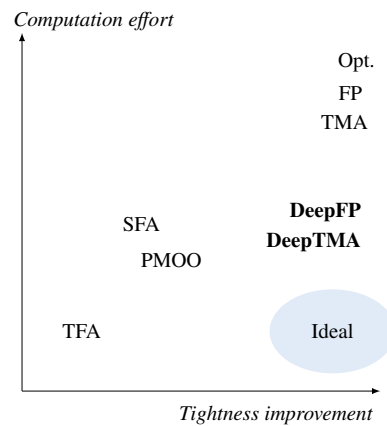 Computation effort
Opt.
FP
TMA
DeepFP
SFA
DeepTMA
PMOO
TFA
Ideal
Tightness improvement